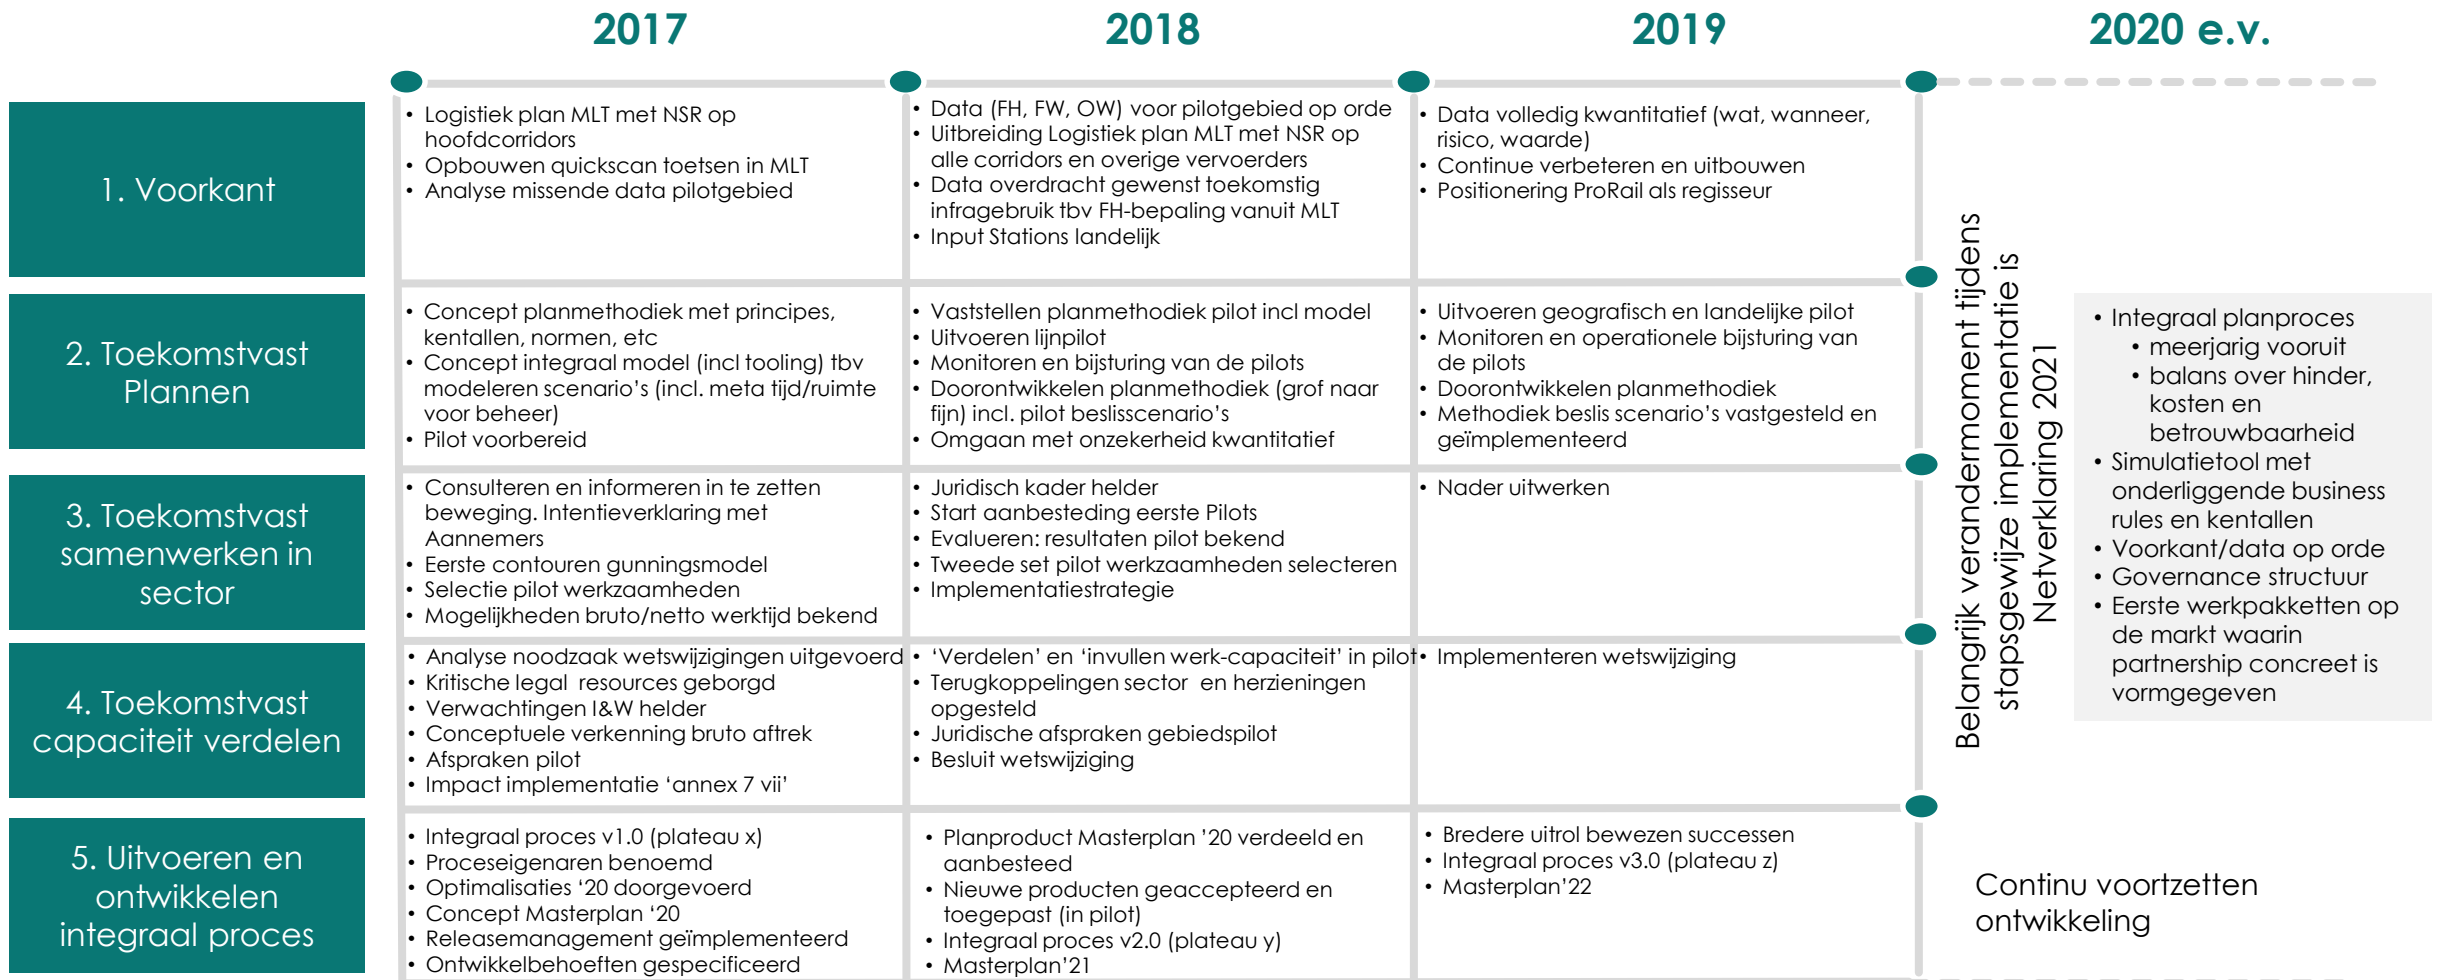 2017
2018
2019
2020 e.v.
1. Voorkant
• Logistiek plan MLT met NSR op
hoofdcorridors
• Opbouwen quickscan toetsen in MLT
• Analyse missende data pilotgebied
• Data (FH, FW, OW) voor pilotgebied op orde
• Uitbreiding Logistiek plan MLT met NSR op
alle corridors en overige vervoerders
• Data overdracht gewenst toekomstig
infragebruik tbv FH-bepaling vanuit MLT
• Input Stations landelijk
• Data volledig kwantitatief (wat, wanneer,
risico, waarde)
• Continue verbeteren en uitbouwen
• Positionering ProRail als regisseur
2. Toekomstvast
Plannen
• Concept planmethodiek met principes,
kentallen, normen, etc
• Concept integraal model (incl tooling) tbv
modeleren scenario's (incl. meta tijd/ruimte
voor beheer)
• Pilot voorbereid
• Vaststellen planmethodiek pilot incl model
• Uitvoeren lijnpilot
• Monitoren en bijsturing van de pilots
• Doorontwikkelen planmethodiek (grof naar
fijn) incl. pilot beslisscenario's
• Omgaan met onzekerheid kwantitatief
• Uitvoeren geografisch en landelijke pilot
• Monitoren en operationele bijsturing van
de pilots
• Doorontwikkelen planmethodiek
• Methodiek beslis scenario's vastgesteld en
geïmplementeerd
3. Toekomstvast
samenwerken in
sector
• Consulteren en informeren in te zetten
beweging. Intentieverklaring met
Aannemers
• Eerste contouren gunningsmodel
• Selectie pilot werkzaamheden
• Mogelijkheden bruto/netto werktijd bekend
• Juridisch kader helder
• Start aanbesteding eerste Pilots
• Evalueren: resultaten pilot bekend
• Tweede set pilot werkzaamheden selecteren
• Implementatiestrategie
• Nader uitwerken
4. Toekomstvast
capaciteit verdelen
• Analyse noodzaak wetswijzigingen uitgevoerd
• Kritische legal  resources geborgd
• Verwachtingen I&W helder
• Conceptuele verkenning bruto aftrek
• Afspraken pilot
• Impact implementatie 'annex 7 vii'
• 'Verdelen' en 'invullen werk-capaciteit' in pilot
• Terugkoppelingen sector  en herzieningen
opgesteld
• Juridische afspraken gebiedspilot
• Besluit wetswijziging
• Implementeren wetswijziging
5. Uitvoeren en
ontwikkelen
integraal proces
• Integraal proces v1.0 (plateau x)
• Proceseigenaren benoemd
• Optimalisaties '20 doorgevoerd
• Concept Masterplan '20
• Releasemanagement geïmplementeerd
• Ontwikkelbehoeften gespecificeerd
• Planproduct Masterplan '20 verdeeld en
aanbesteed
• Nieuwe producten geaccepteerd en
toegepast (in pilot)
• Integraal proces v2.0 (plateau y)
• Masterplan'21
• Bredere uitrol bewezen successen
• Integraal proces v3.0 (plateau z)
• Masterplan'22
Belangrijk verandermoment tijdens
stapsgewijze implementatie is
Netverklaring 2021
• Integraal planproces
• meerjarig vooruit
• balans over hinder,
kosten en
betrouwbaarheid
• Simulatietool met
onderliggende business
rules en kentallen
• Voorkant/data op orde
• Governance structuur
• Eerste werkpakketten op
de markt waarin
partnership concreet is
vormgegeven
Continu voortzetten
ontwikkeling